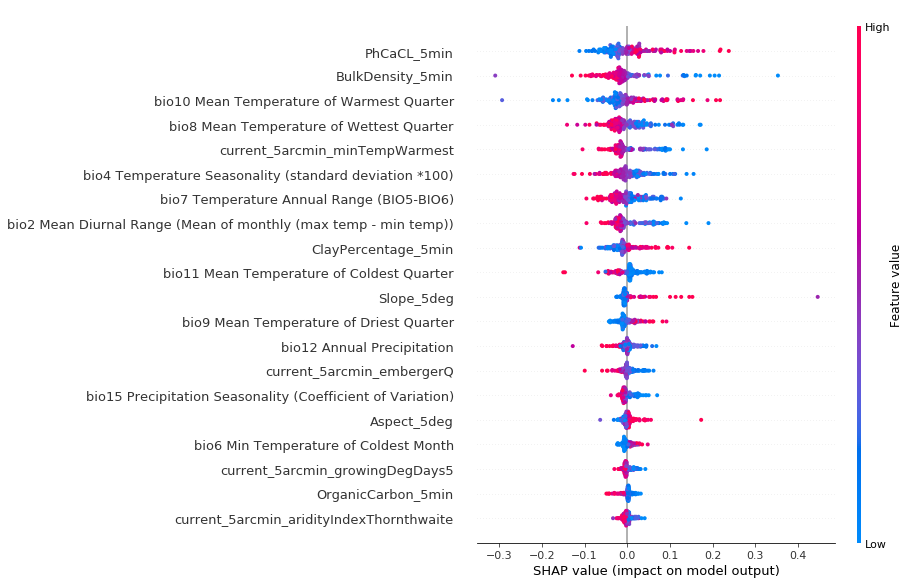 High
PhCaCL_5min
BulkDensity_5min
bio10 Mean Temperature of Warmest Quarter
bio8 Mean Temperature of Wettest Quarter
current_5arcmin_minTempWarmest
bio4 Temperature Seasonality (standard deviation *100)
bio7 Temperature Annual Range (BIO5-BIO6)
bio2 Mean Diurnal Range (Mean of monthly (max temp - min temp))
ClayPercentage_5min
bio11 Mean Temperature of Coldest Quarter
Slope_5deg
bio9 Mean Temperature of Driest Quarter
bio12 Annual Precipitation
current_5arcmin_embergerQ
bio15 Precipitation Seasonality (Coefficient of Variation)
Aspect_5deg
bio6 Min Temperature of Coldest Month
current_5arcmin_growingDegDays5
OrganicCarbon_5min
current_5arcmin_aridityIndexThornthwaite
Feature value
Low
−0.3 −0.2 −0.1 0.0 0.1 0.2 0.3 0.4
SHAP value (impact on model output)